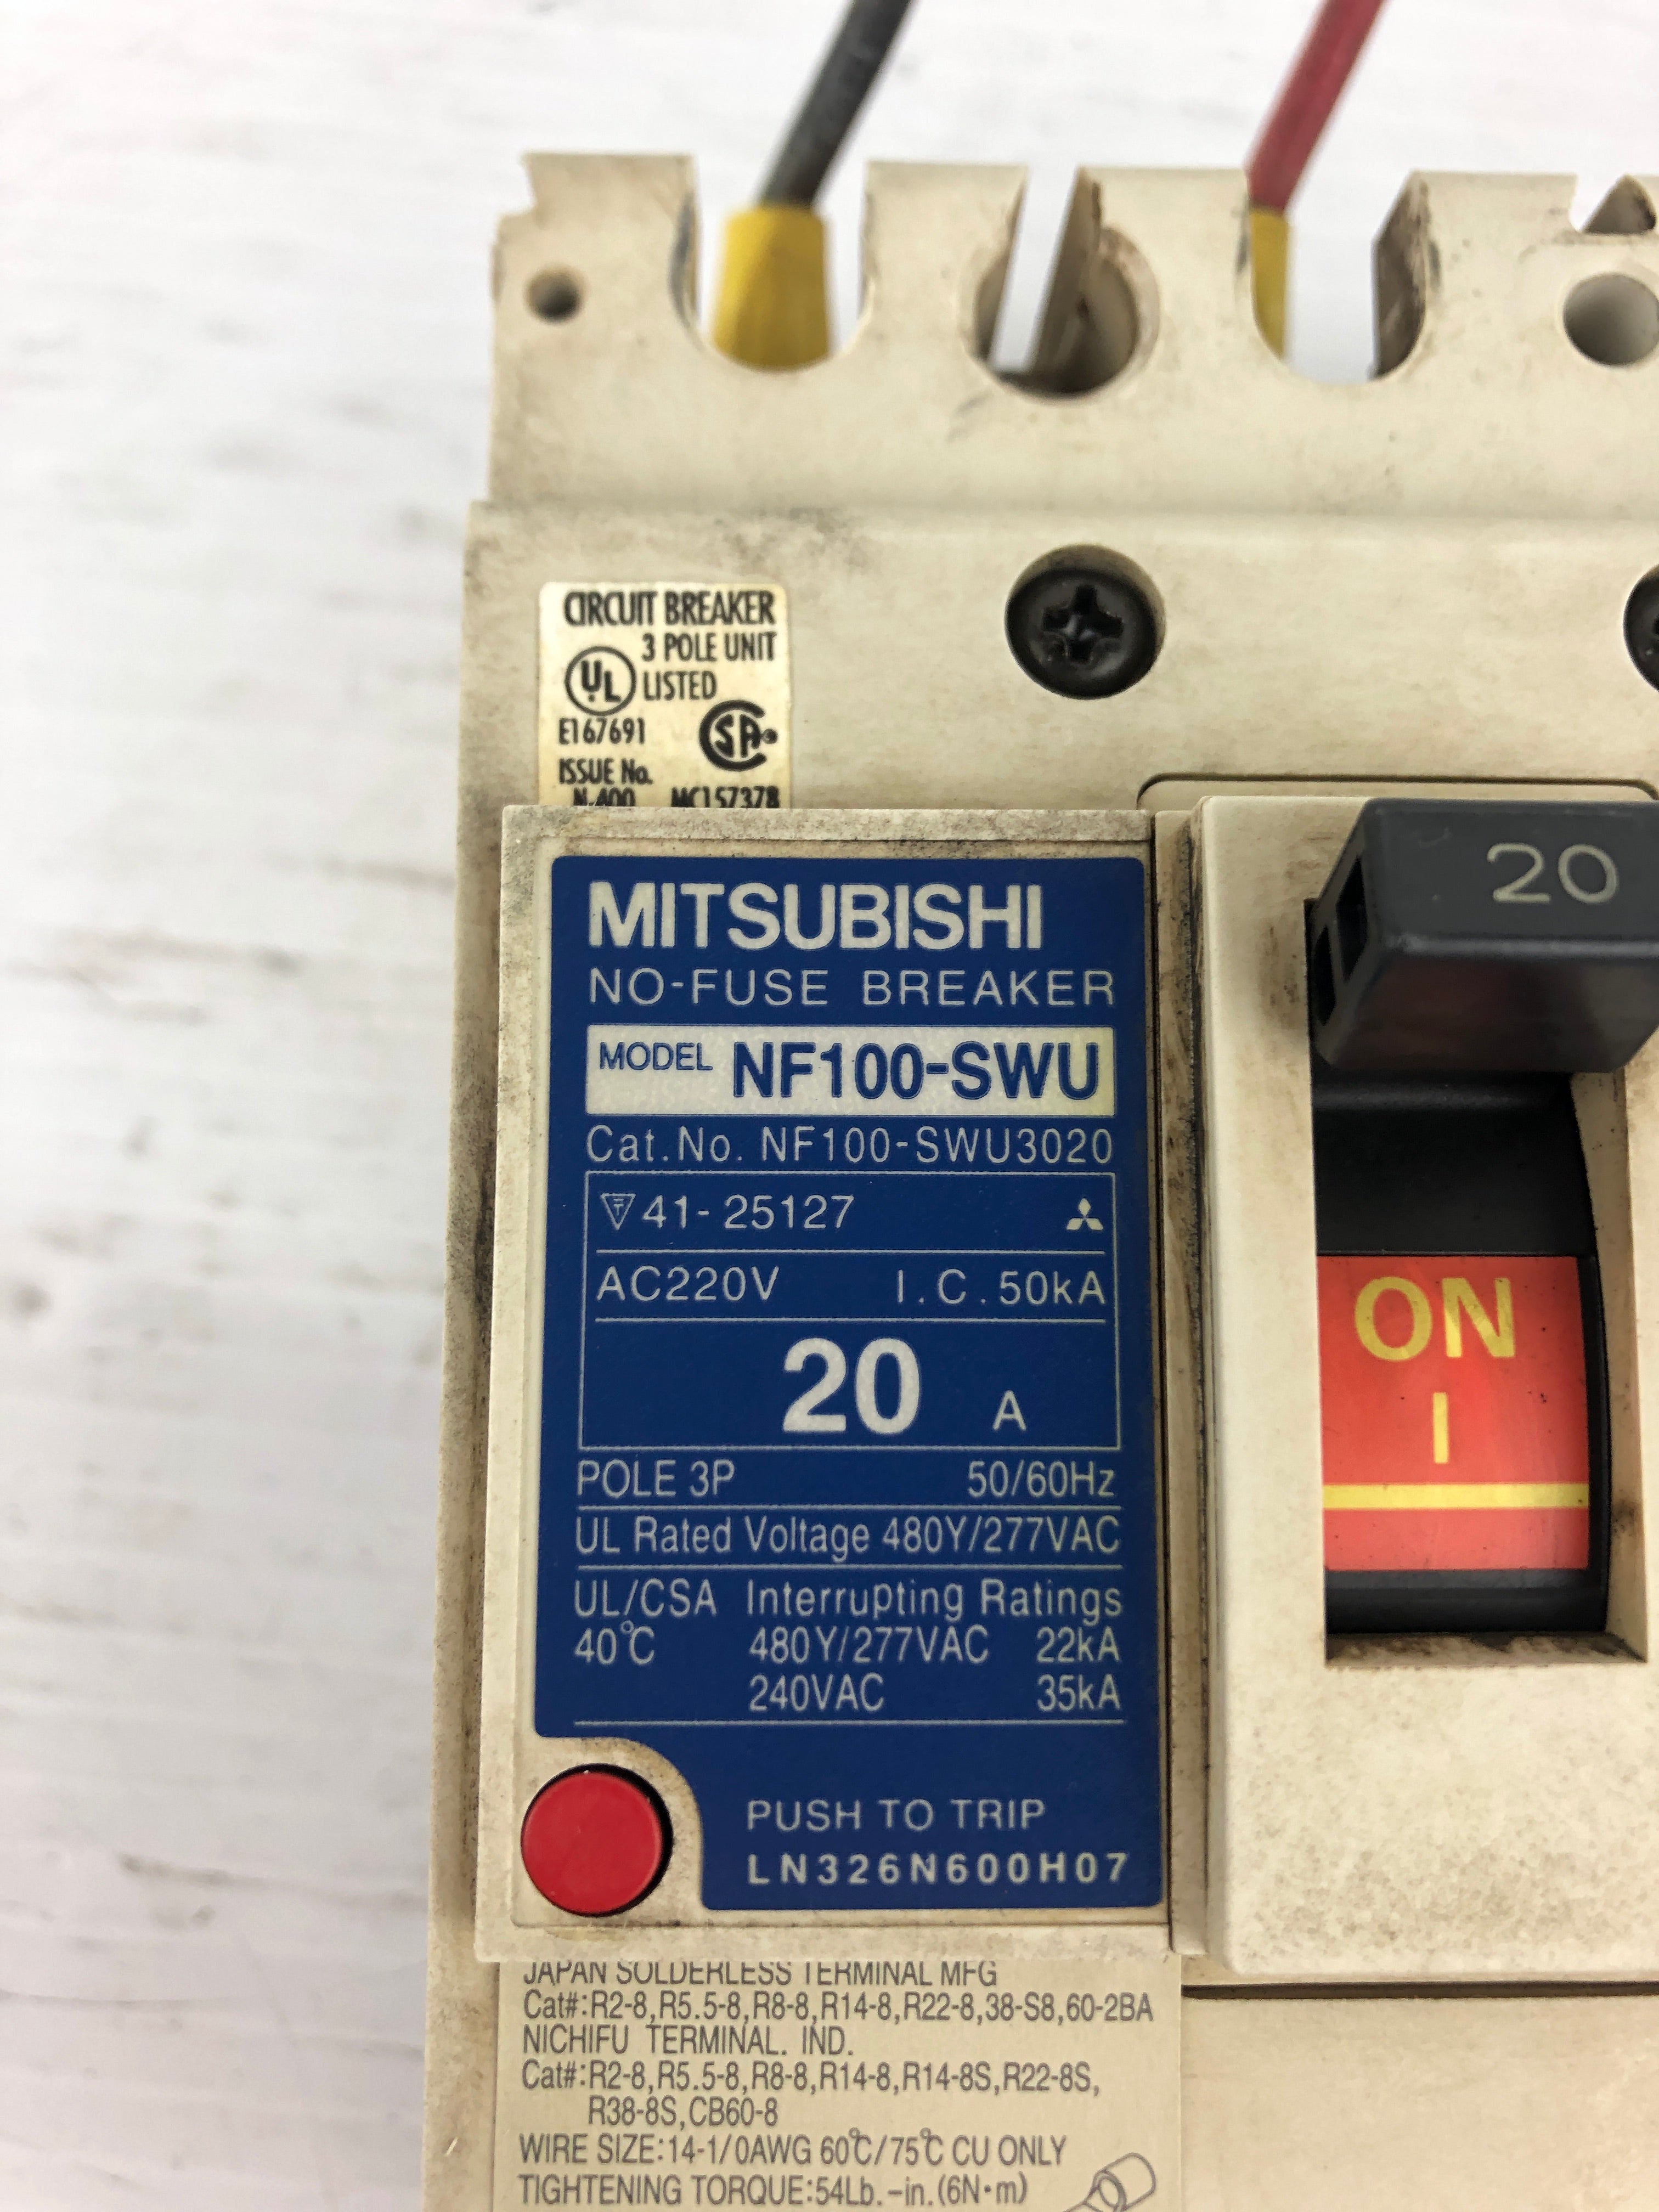 CIRCUIT BREAKER
3 POLE UNIT
UL LISTED
E167691
SA
ISSUE No.
N-400 MC157378
MITSUBISHI
NO-FUSE BREAKER
MODEL NF100-SWU
Cat.No. NF100-SWU3020
41-25127
AC220V I.C.50kA
20 A
POLE 3P 50/60Hz
UL Rated Voltage 480Y/277VAC
UL/CSA Interrupting Ratings
40℃ 480Y/277VAC 22kA
240VAC 35kA
PUSH TO TRIP
LN326N600H07
20
ON
I
JAPAN SOLDERLESS TERMINAL MFG
Cat#:R2-8,R5.5-8,R8-8,R14-8,R22-8,38-S8,60-2BA
NICHIFU TERMINAL. IND.
Cat#:R2-8,R5.5-8,R8-8,R14-8,R14-8S,R22-8S,
R38-8S,CB60-8
WIRE SIZE:14-1/0AWG 60℃/75℃ CU ONLY
TIGHTENING TORQUE:54Lb.-in.(6N·m)